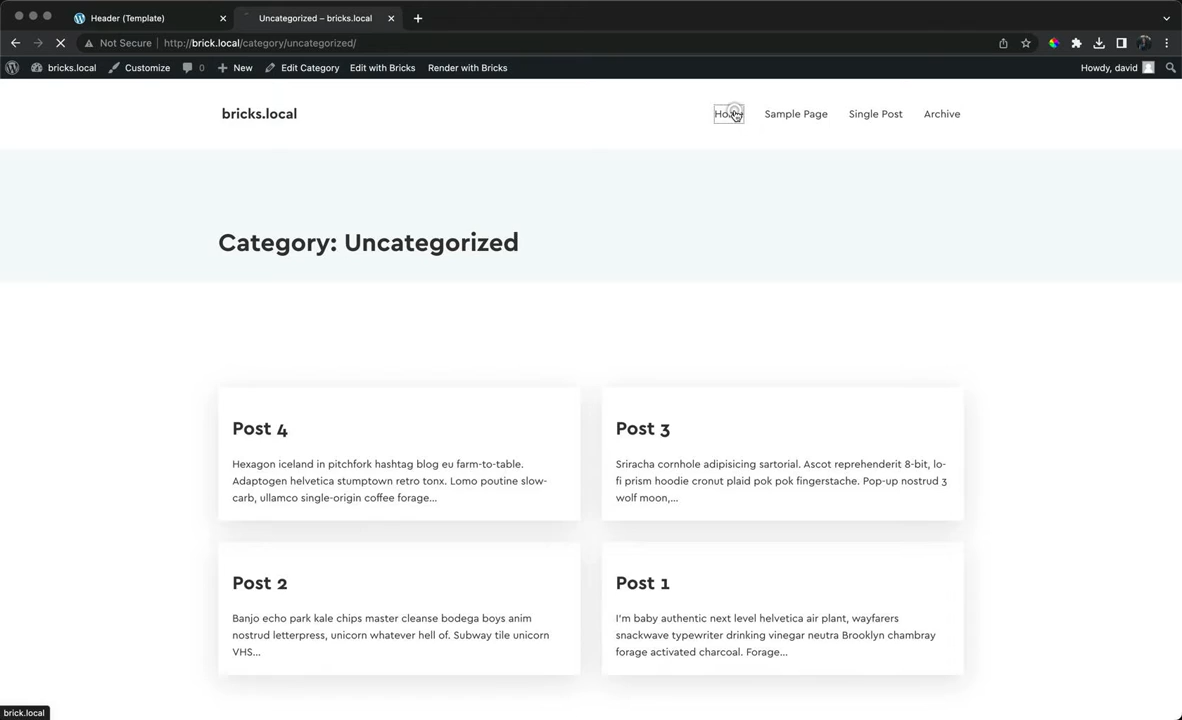 Header (Template)
Uncategorized – bricks.local
Not Secure
http://brick.local/category/uncategorized/
bricks.local
Customize
0
New
Edit Category
Edit with Bricks
Render with Bricks
Howdy, david
bricks.local
Home
Sample Page
Single Post
Archive
Category: Uncategorized
Post 4
Hexagon iceland in pitchfork hashtag blog eu farm-to-table.
Adaptogen helvetica stumptown retro tonx. Lomo poutine slow-
carb, ullamco single-origin coffee forage...
Post 3
Sriracha cornhole adipisicing sartorial. Ascot reprehenderit 8-bit, lo-
fi prism hoodie cronut plaid pok pok fingerstache. Pop-up nostrud 3
wolf moon,...
Post 2
Banjo echo park kale chips master cleanse bodega boys anim
nostrud letterpress, unicorn whatever hell of. Subway tile unicorn
VHS...
Post 1
I'm baby authentic next level helvetica air plant, wayfarers
snackwave typewriter drinking vinegar neutra Brooklyn chambray
forage activated charcoal. Forage...
brick.local